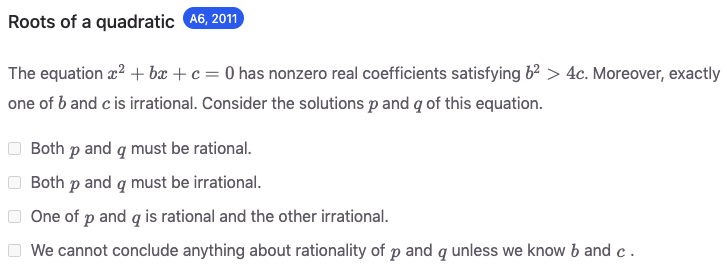 Roots of a quadratic A6, 2011
The equation x² + bx + c = 0 has nonzero real coefficients satisfying b² > 4c. Moreover, exactly
one of b and c is irrational. Consider the solutions p and q of this equation.
Both p and q must be rational.
Both p and q must be irrational.
One of p and q is rational and the other irrational.
We cannot conclude anything about rationality of p and q unless we know b and c .